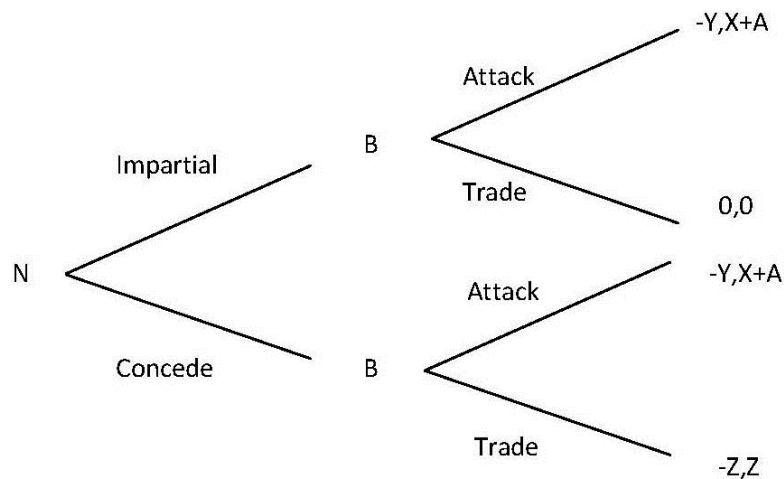 -Y,X+A
Attack
Impartial
B
Trade
0,0
N
Attack
-Y,X+A
Concede
B
Trade
-Z,Z